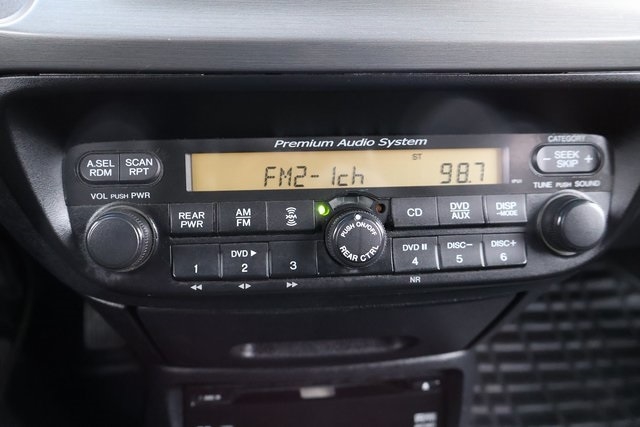 Premium Audio System
CATEGORY
A.SEL RDM
SCAN RPT
ST
FM2-1ch 98.7
− SEEK SKIP +
VOL PUSH PWR
TUNE PUSH SOUND
REAR PWR
AM FM
PUSH ON/OFF
REAR CTRL
CD
DVD AUX
DISP -MODE
1
DVD ▶ 2
3
DVD II 4
DISC− 5
DISC+ 6
◀◀
◀▶
▶▶
NR